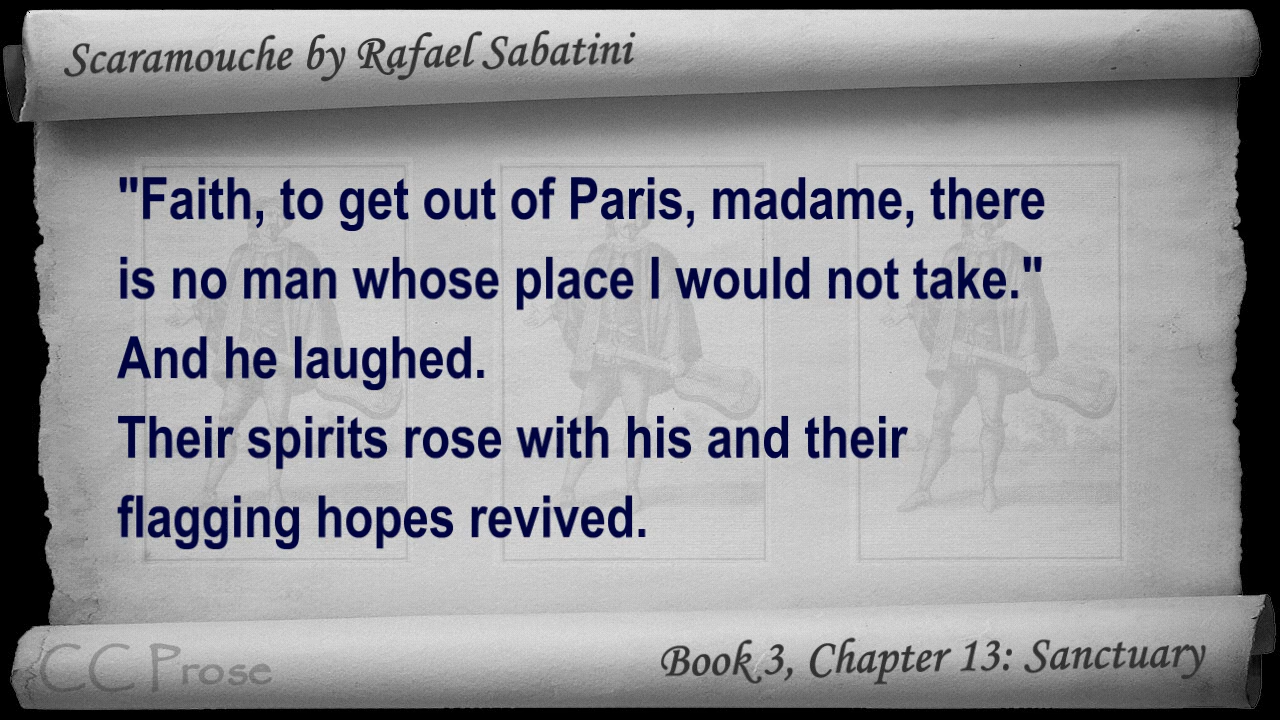 Scaramouche by Rafael Sabatini
"Faith, to get out of Paris, madame, there
is no man whose place I would not take."
And he laughed.
Their spirits rose with his and their
flagging hopes revived.
CC Prose
Book 3, Chapter 13: Sanctuary